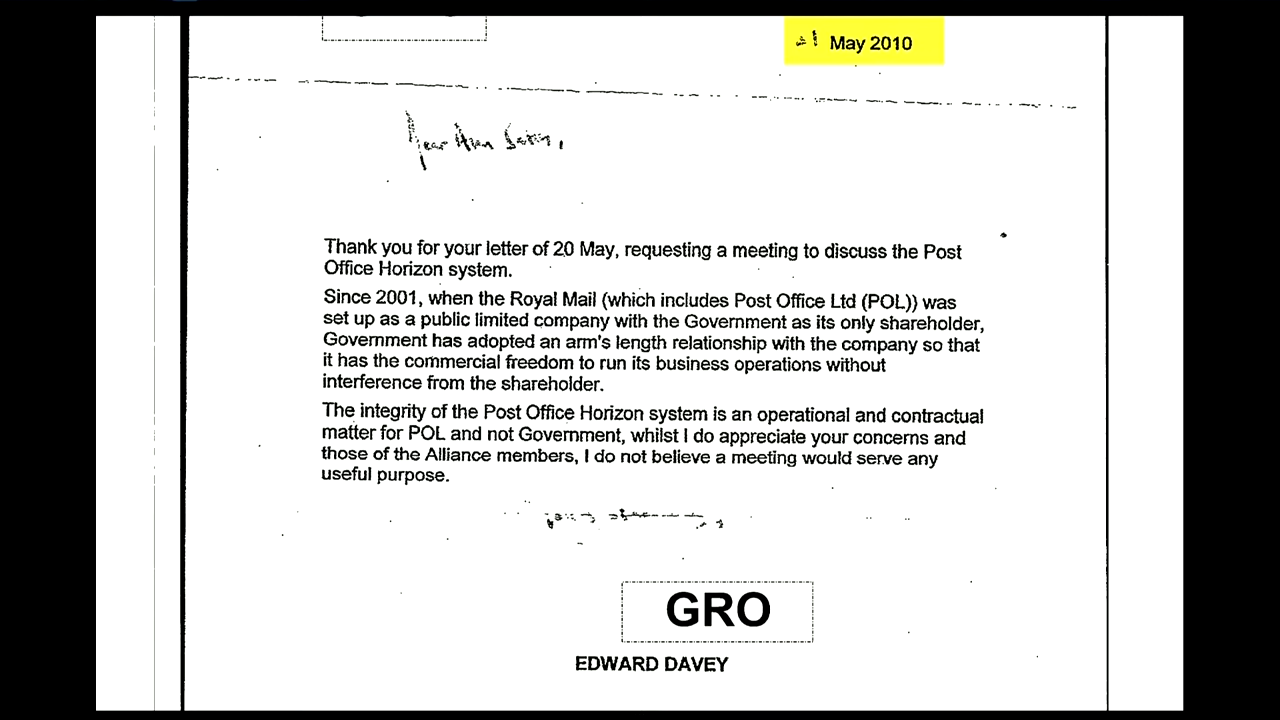 May 2010
Thank you for your letter of 20 May, requesting a meeting to discuss the Post
Office Horizon system.
Since 2001, when the Royal Mail (which includes Post Office Ltd (POL)) was
set up as a public limited company with the Government as its only shareholder,
Government has adopted an arm's length relationship with the company so that
it has the commercial freedom to run its business operations without
interference from the shareholder.
The integrity of the Post Office Horizon system is an operational and contractual
matter for POL and not Government, whilst I do appreciate your concerns and
those of the Alliance members, I do not believe a meeting would serve any
useful purpose.
GRO
EDWARD DAVEY